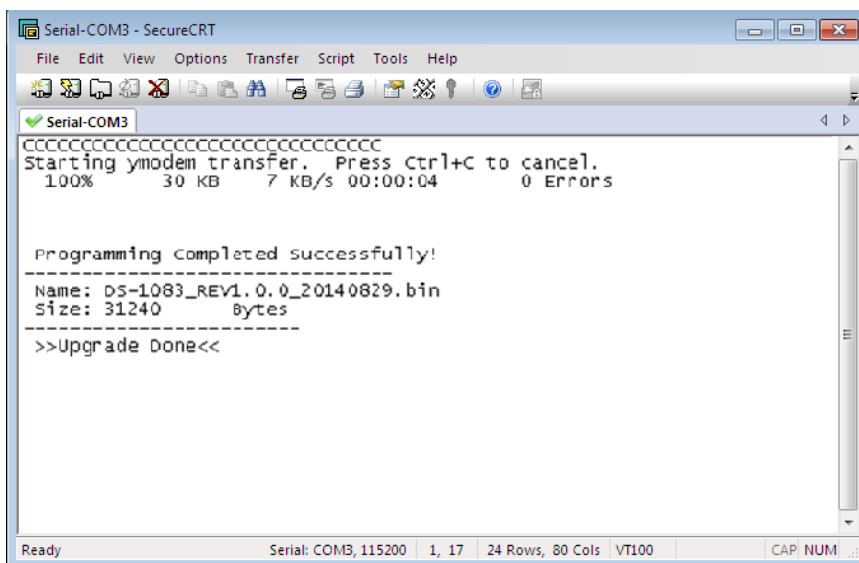 Serial-COM3 - SecureCRT
File Edit View Options Transfer Script Tools Help
Serial-COM3
CCCCCCCCCCCCCCCCCCCCCCCCCCCCCCCC
Starting ymodem transfer. Press Ctrl+C to cancel.
100% 30 KB 7 KB/s 00:00:04 0 Errors
Programming Completed Successfully!
--------------------------------
Name: DS-1083_REV1.0.0_20140829.bin
Size: 31240 Bytes
------------------------
>>Upgrade Done<<
Ready Serial: COM3, 115200 1, 17 24 Rows, 80 Cols VT100 CAP NUM